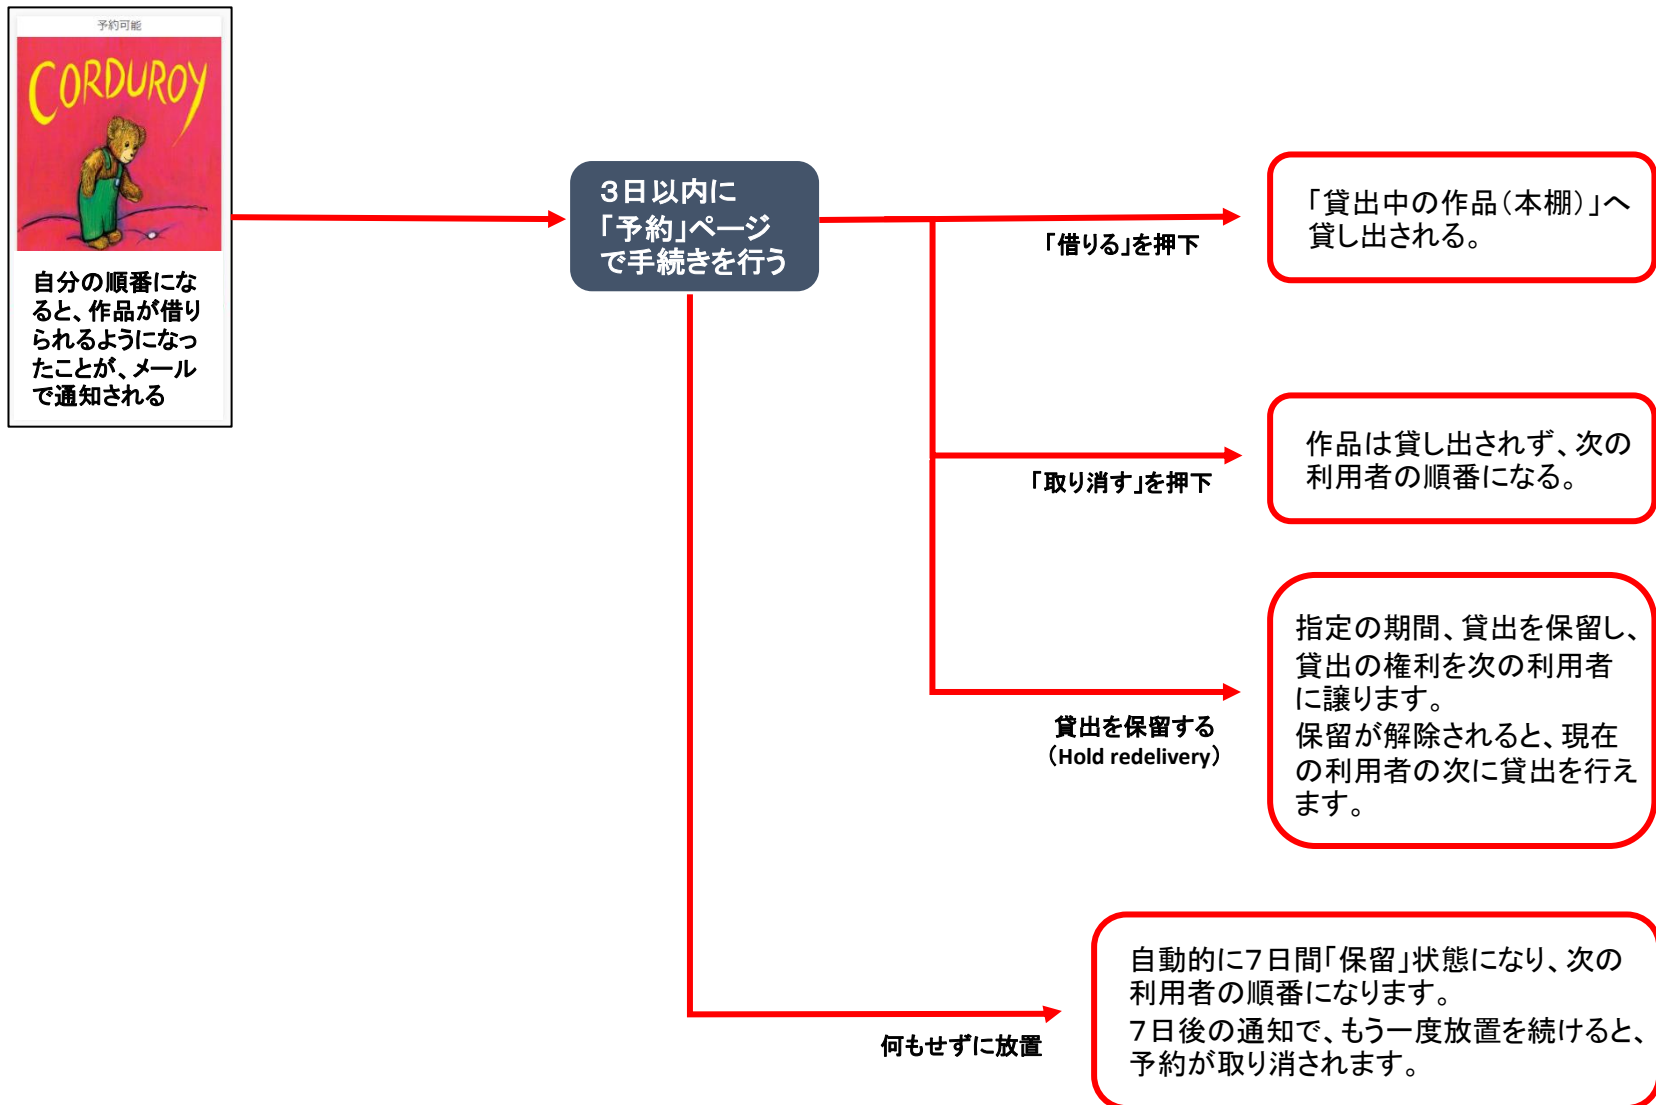 予約可能
CORDUROY
自分の順番にな
ると、作品が借り
られるようになっ
たことが、メール
で通知される
3日以内に
「予約」ページ
で手続きを行う
「借りる」を押下
「貸出中の作品(本棚)」へ
貸し出される。
「取り消す」を押下
作品は貸し出されず、次の
利用者の順番になる。
貸出を保留する
(Hold redelivery)
指定の期間、貸出を保留し、
貸出の権利を次の利用者
に譲ります。
保留が解除されると、現在
の利用者の次に貸出を行え
ます。
何もせずに放置
自動的に7日間「保留」状態になり、次の
利用者の順番になります。
7日後の通知で、もう一度放置を続けると、
予約が取り消されます。